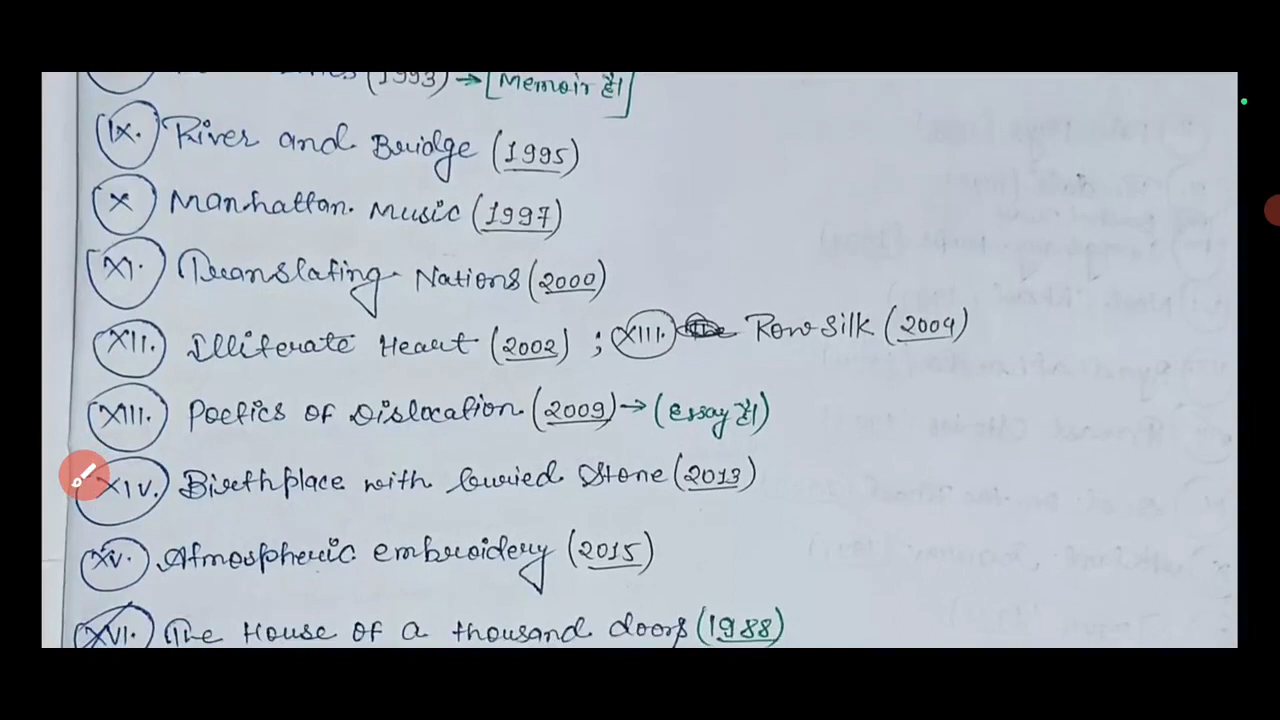 (1993) → [Memoir है।]
IX. River and Bridge (1995)
X Manhattan Music (1997)
XI. Translating Nations (2000)
XII. Illiterate Heart (2002) ; XIII. Row Silk (2004)
XIII. Poetics of Dislocation (2009) → (Essay है।)
XIV. Birthplace with buried Stone (2013)
XV. Atmospheric embroidery (2015)
XVI. The House of a thousand doors (1988)